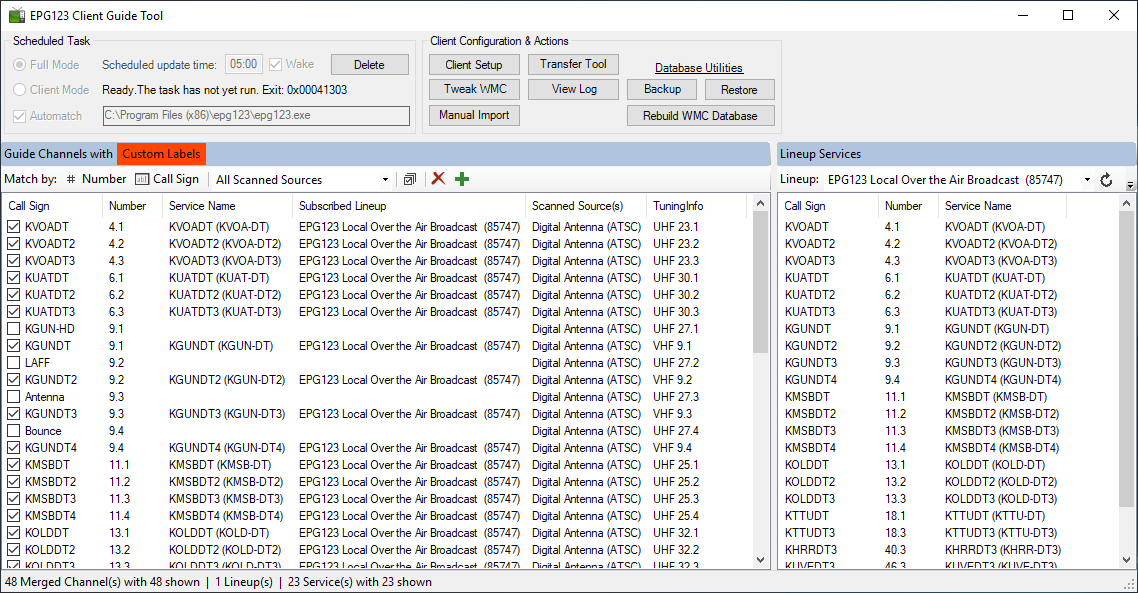 EPG123 Client Guide Tool
Scheduled Task
Full Mode Scheduled update time: 05:00 Wake Delete
Client Mode Ready.The task has not yet run. Exit: 0x00041303
Automatch C:\Program Files (x86)\epg123\epg123.exe
Client Configuration & Actions
Client Setup Transfer Tool Database Utilities
Tweak WMC View Log Backup Restore
Manual Import Rebuild WMC Database
Guide Channels with Custom Labels
Match by: # Number ab Call Sign All Scanned Sources
Call Sign Number Service Name Subscribed Lineup Scanned Source(s) TuningInfo
KVOADT 4.1 KVOADT (KVOA-DT) EPG123 Local Over the Air Broadcast (85747) Digital Antenna (ATSC) UHF 23.1
KVOADT2 4.2 KVOADT2 (KVOA-DT2) EPG123 Local Over the Air Broadcast (85747) Digital Antenna (ATSC) UHF 23.2
KVOADT3 4.3 KVOADT3 (KVOA-DT3) EPG123 Local Over the Air Broadcast (85747) Digital Antenna (ATSC) UHF 23.3
KUATDT 6.1 KUATDT (KUAT-DT) EPG123 Local Over the Air Broadcast (85747) Digital Antenna (ATSC) UHF 30.1
KUATDT2 6.2 KUATDT2 (KUAT-DT2) EPG123 Local Over the Air Broadcast (85747) Digital Antenna (ATSC) UHF 30.2
KUATDT3 6.3 KUATDT3 (KUAT-DT3) EPG123 Local Over the Air Broadcast (85747) Digital Antenna (ATSC) UHF 30.3
KGUN-HD 9.1 Digital Antenna (ATSC) UHF 27.1
KGUNDT 9.1 KGUNDT (KGUN-DT) EPG123 Local Over the Air Broadcast (85747) Digital Antenna (ATSC) VHF 9.1
LAFF 9.2 Digital Antenna (ATSC) UHF 27.2
KGUNDT2 9.2 KGUNDT2 (KGUN-DT2) EPG123 Local Over the Air Broadcast (85747) Digital Antenna (ATSC) VHF 9.2
Antenna 9.3 Digital Antenna (ATSC) UHF 27.3
KGUNDT3 9.3 KGUNDT3 (KGUN-DT3) EPG123 Local Over the Air Broadcast (85747) Digital Antenna (ATSC) VHF 9.3
Bounce 9.4 Digital Antenna (ATSC) UHF 27.4
KGUNDT4 9.4 KGUNDT4 (KGUN-DT4) EPG123 Local Over the Air Broadcast (85747) Digital Antenna (ATSC) VHF 9.4
KMSBDT 11.1 KMSBDT (KMSB-DT) EPG123 Local Over the Air Broadcast (85747) Digital Antenna (ATSC) UHF 25.1
KMSBDT2 11.2 KMSBDT2 (KMSB-DT2) EPG123 Local Over the Air Broadcast (85747) Digital Antenna (ATSC) UHF 25.2
KMSBDT3 11.3 KMSBDT3 (KMSB-DT3) EPG123 Local Over the Air Broadcast (85747) Digital Antenna (ATSC) UHF 25.3
KMSBDT4 11.4 KMSBDT4 (KMSB-DT4) EPG123 Local Over the Air Broadcast (85747) Digital Antenna (ATSC) UHF 25.4
KOLDDT 13.1 KOLDDT (KOLD-DT) EPG123 Local Over the Air Broadcast (85747) Digital Antenna (ATSC) UHF 32.1
KOLDDT2 13.2 KOLDDT2 (KOLD-DT2) EPG123 Local Over the Air Broadcast (85747) Digital Antenna (ATSC) UHF 32.2
KOLDDT3 13.3 KOLDDT3 (KOLD-DT3) EPG123 Local Over the Air Broadcast (85747) Digital Antenna (ATSC) UHF 32.3
Lineup Services
Lineup: EPG123 Local Over the Air Broadcast (85747)
Call Sign Number Service Name
KVOADT 4.1 KVOADT (KVOA-DT)
KVOADT2 4.2 KVOADT2 (KVOA-DT2)
KVOADT3 4.3 KVOADT3 (KVOA-DT3)
KUATDT 6.1 KUATDT (KUAT-DT)
KUATDT2 6.2 KUATDT2 (KUAT-DT2)
KUATDT3 6.3 KUATDT3 (KUAT-DT3)
KGUNDT 9.1 KGUNDT (KGUN-DT)
KGUNDT2 9.2 KGUNDT2 (KGUN-DT2)
KGUNDT3 9.3 KGUNDT3 (KGUN-DT3)
KGUNDT4 9.4 KGUNDT4 (KGUN-DT4)
KMSBDT 11.1 KMSBDT (KMSB-DT)
KMSBDT2 11.2 KMSBDT2 (KMSB-DT2)
KMSBDT3 11.3 KMSBDT3 (KMSB-DT3)
KMSBDT4 11.4 KMSBDT4 (KMSB-DT4)
KOLDDT 13.1 KOLDDT (KOLD-DT)
KOLDDT2 13.2 KOLDDT2 (KOLD-DT2)
KOLDDT3 13.3 KOLDDT3 (KOLD-DT3)
KTTUDT 18.1 KTTUDT (KTTU-DT)
KTTUDT3 18.3 KTTUDT3 (KTTU-DT3)
KHRRDT3 40.3 KHRRDT3 (KHRR-DT3)
KUVEDT3 46.3 KUVEDT3 (KUVE-DT3)
48 Merged Channel(s) with 48 shown | 1 Lineup(s) | 23 Service(s) with 23 shown